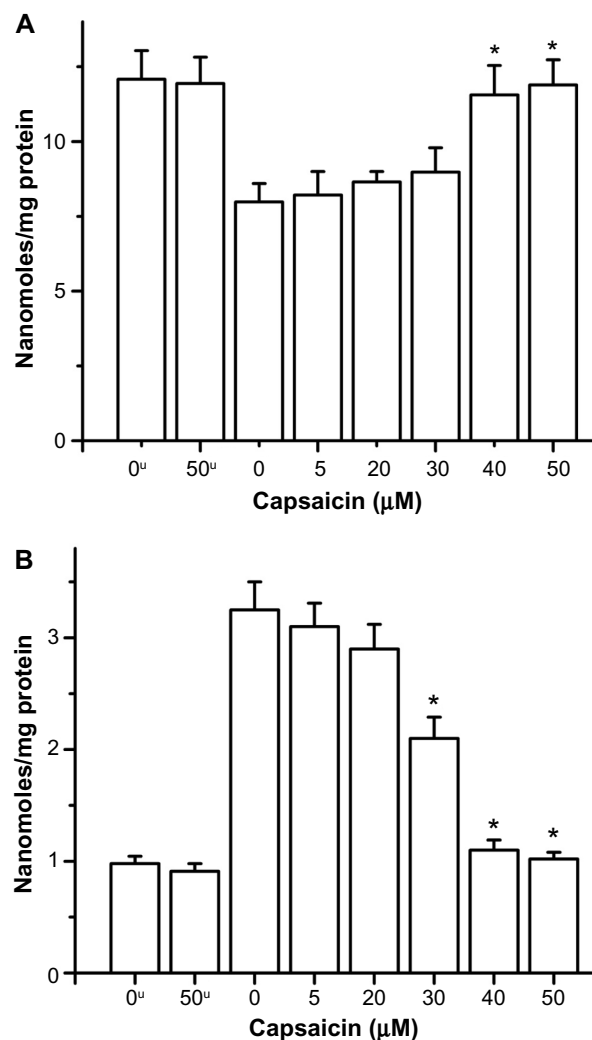 A
Nanomoles/mg protein
10
5
0
* *
0ᵘ 50ᵘ 0 5 20 30 40 50
Capsaicin (μM)
B
Nanomoles/mg protein
3
2
1
0
* * *
0ᵘ 50ᵘ 0 5 20 30 40 50
Capsaicin (μM)